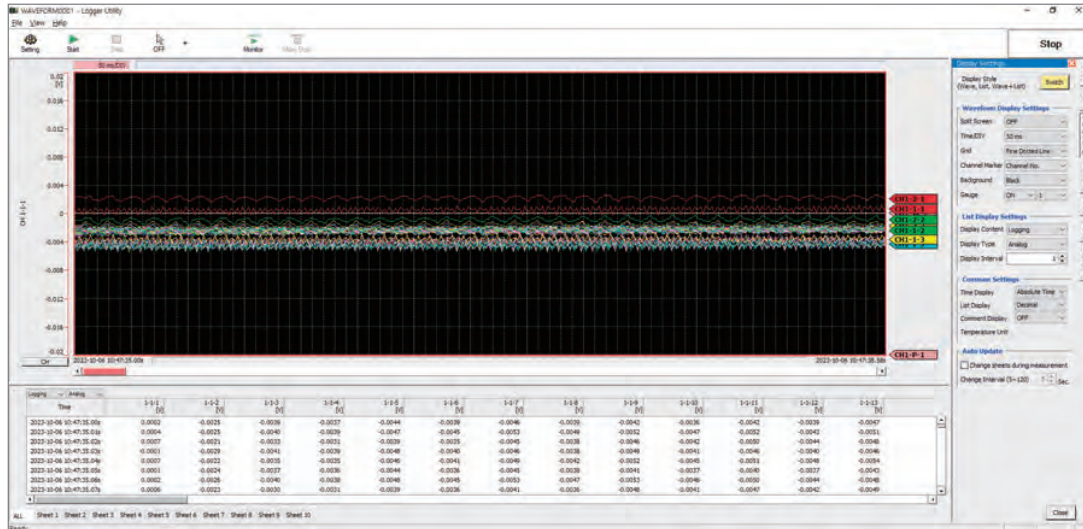 WAVEFORM0001 - Logger Utility
File View Help
Setting Start Stop OFF Monitor
Stop
50 ms/DIV
0.02
[V]
0.016
0.012
0.008
0.004
0
-0.004
-0.008
-0.012
-0.016
-0.02
CH 1-1-1
CH1-2-1
CH1-1-1
CH1-2-2
CH1-1-2
CH1-1-3
CH1-P-1
CH
2023-10-06 10:47:35.00s
2023-10-06 10:47:35.58s
Display Settings
Display Style
(Wave, List, Wave+List)
Switch
Waveform Display Settings
Split Screen OFF
Time/DIV 50 ms
Grid Fine Dotted Line
Channel Marker Channel No.
Background Black
Gauge ON 1
List Display Settings
Display Content Logging
Display Type Analog
Display Interval 1
Common Settings
Time Display Absolute Time
List Display Decimal
Comment Display OFF
Temperature Unit
Auto Update
Change sheets during measurement
Change Interval (5~120) 5 Sec.
Close
Logging Analog
Time 1-1-1 1-1-2 1-1-3 1-1-4 1-1-5 1-1-6 1-1-7 1-1-8 1-1-9 1-1-10 1-1-11 1-1-12 1-1-13
[V] [V] [V] [V] [V] [V] [V] [V] [V] [V] [V] [V] [V]
2023-10-06 10:47:35.00s 0.0002 -0.0025 -0.0039 -0.0037 -0.0044 -0.0039 -0.0046 -0.0039 -0.0042 -0.0036 -0.0042 -0.0039 -0.0047
2023-10-06 10:47:35.01s 0.0004 -0.0025 -0.0040 -0.0039 -0.0047 -0.0045 -0.0053 -0.0049 -0.0052 -0.0047 -0.0052 -0.0042 -0.0051
2023-10-06 10:47:35.02s 0.0007 -0.0021 -0.0033 -0.0031 -0.0039 -0.0035 -0.0045 -0.0038 -0.0046 -0.0042 -0.0050 -0.0044 -0.0048
2023-10-06 10:47:35.03s 0.0001 -0.0029 -0.0041 -0.0039 -0.0048 -0.0040 -0.0046 -0.0038 -0.0048 -0.0041 -0.0046 -0.0040 -0.0046
2023-10-06 10:47:35.04s 0.0007 -0.0022 -0.0035 -0.0035 -0.0046 -0.0041 -0.0046 -0.0042 -0.0052 -0.0045 -0.0051 -0.0048 -0.0054
2023-10-06 10:47:35.05s 0.0001 -0.0024 -0.0037 -0.0036 -0.0044 -0.0036 -0.0045 -0.0038 -0.0041 -0.0037 -0.0040 -0.0037 -0.0043
2023-10-06 10:47:35.06s 0.0002 -0.0026 -0.0040 -0.0038 -0.0048 -0.0045 -0.0053 -0.0047 -0.0053 -0.0046 -0.0050 -0.0044 -0.0048
2023-10-06 10:47:35.07s 0.0006 -0.0023 -0.0030 -0.0031 -0.0039 -0.0036 -0.0041 -0.0036 -0.0048 -0.0041 -0.0047 -0.0042 -0.0049
ALL Sheet 1 Sheet 2 Sheet 3 Sheet 4 Sheet 5 Sheet 6 Sheet 7 Sheet 8 Sheet 9 Sheet 10